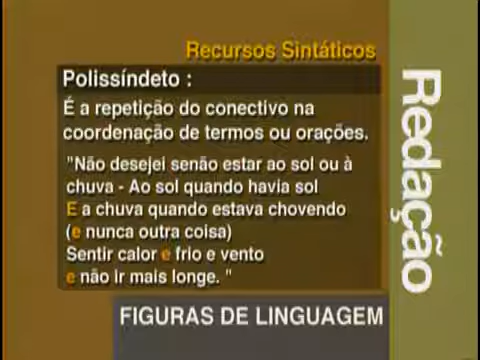 Recursos Sintáticos
Polissíndeto :
É a repetição do conectivo na
coordenação de termos ou orações.
"Não desejei senão estar ao sol ou à
chuva - Ao sol quando havia sol
E a chuva quando estava chovendo
(e nunca outra coisa)
Sentir calor e frio e vento
e não ir mais longe. "
FIGURAS DE LINGUAGEM
Redação